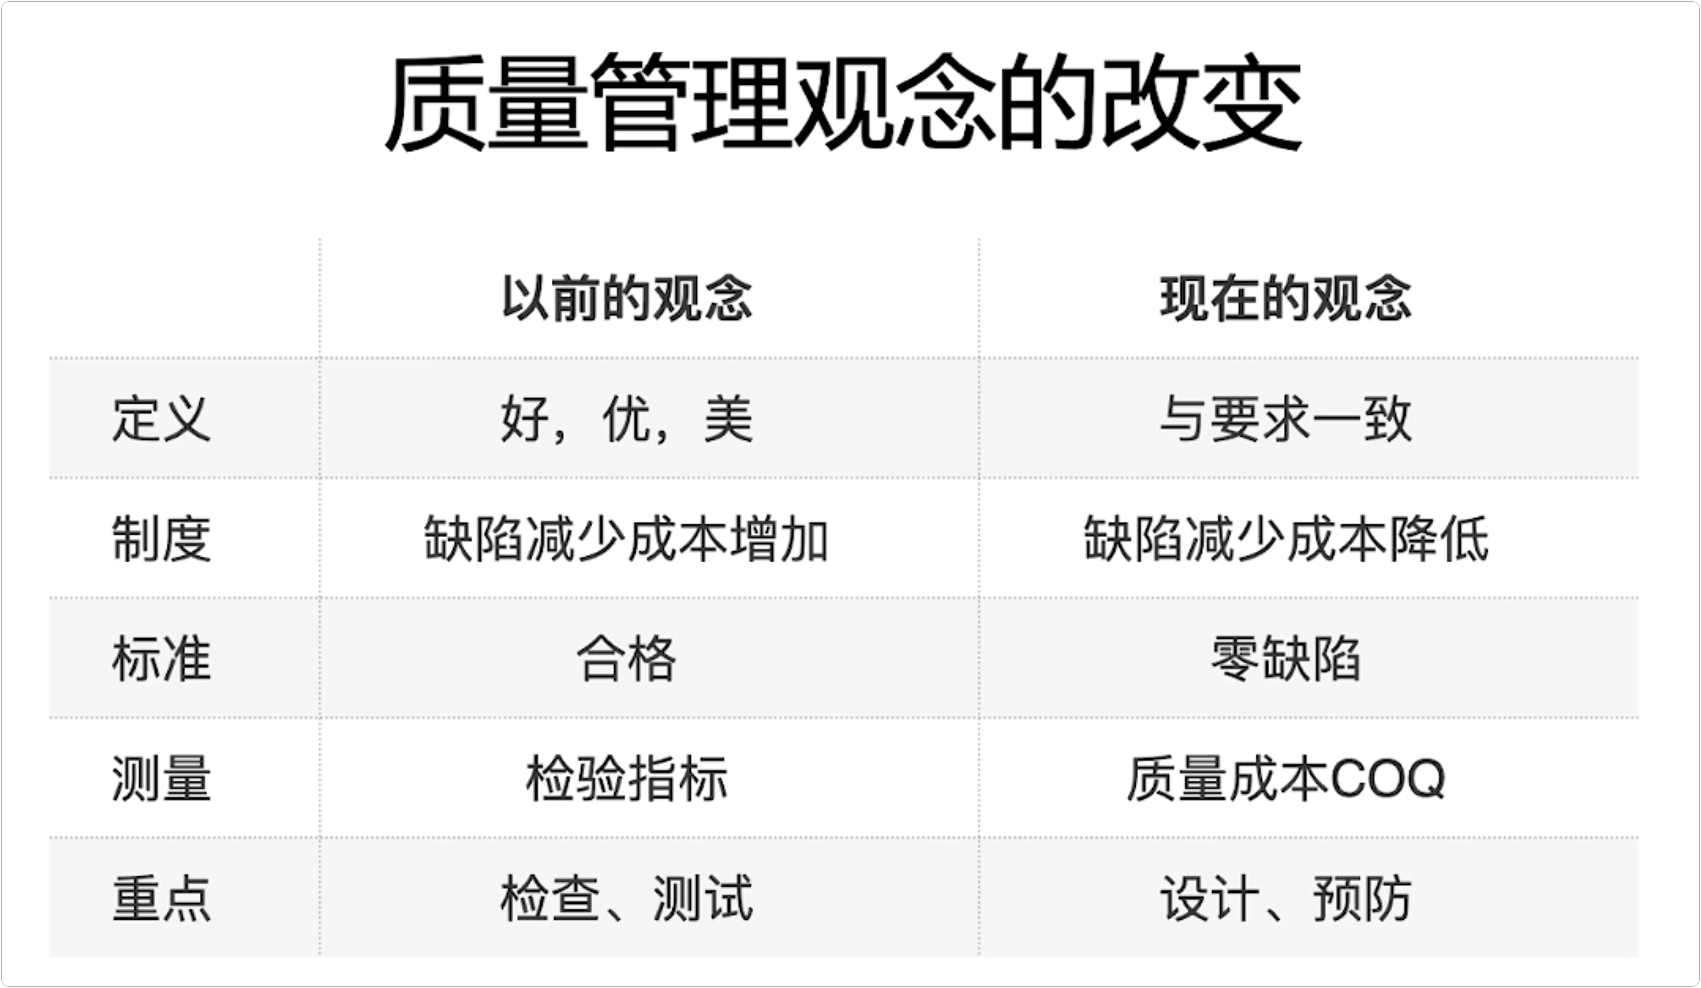 质量管理观念的改变
以前的观念 现在的观念
定义 好，优，美 与要求一致
制度 缺陷减少成本增加 缺陷减少成本降低
标准 合格 零缺陷
测量 检验指标 质量成本COQ
重点 检查、测试 设计、预防